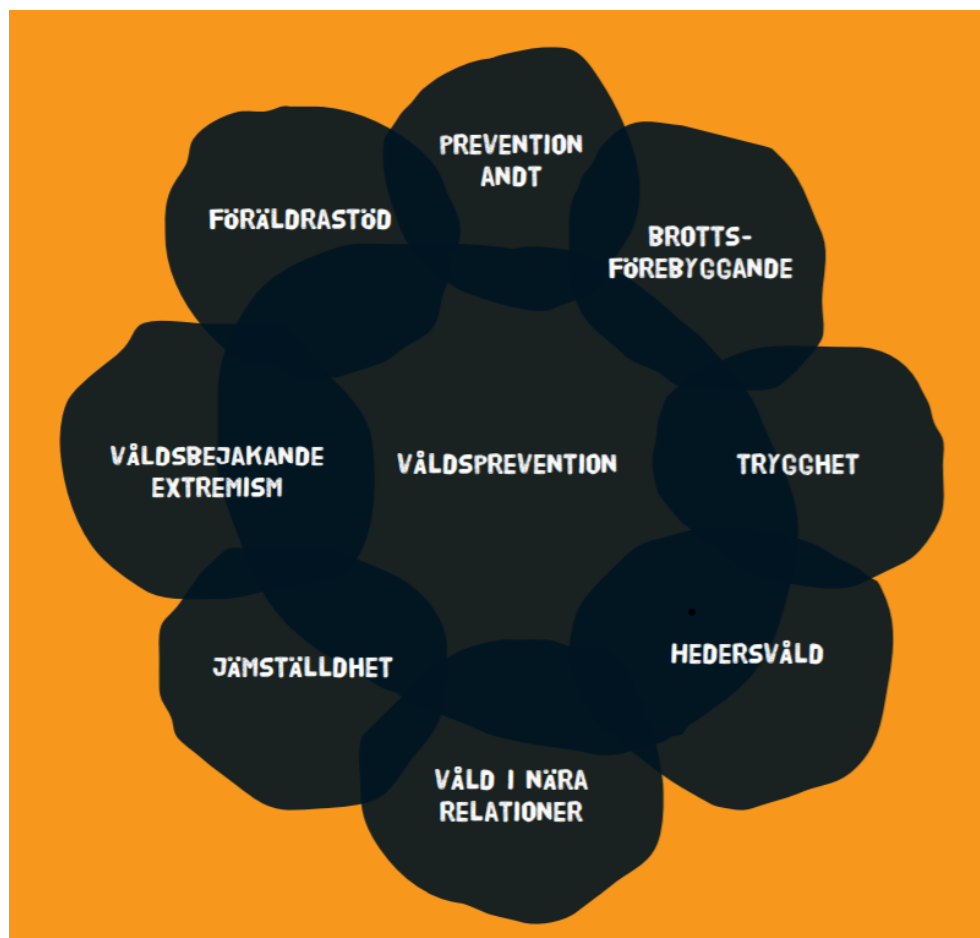 PREVENTION
ANDT
FÖRÄLDRASTÖD
BROTTS-
FÖREBYGGANDE
VÅLDSBEJAKANDE
EXTREMISM
VÅLDSPREVENTION
TRYGGHET
JÄMSTÄLLDHET
HEDERSVÅLD
VÅLD I NÄRA
RELATIONER